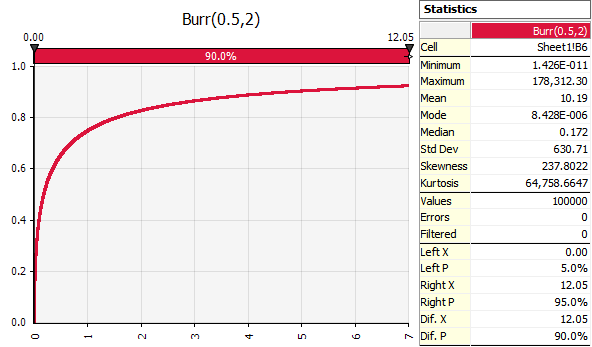 Burr(0.5,2)
0.00 12.05
90.0%
1.0
0.8
0.6
0.4
0.2
0.0
0 1 2 3 4 5 6 7
Statistics
Burr(0.5,2)
Cell Sheet1!B6
Minimum 1.426E-011
Maximum 178,312.30
Mean 10.19
Mode 8.428E-006
Median 0.172
Std Dev 630.71
Skewness 237.8022
Kurtosis 64,758.6647
Values 100000
Errors 0
Filtered 0
Left X 0.00
Left P 5.0%
Right X 12.05
Right P 95.0%
Dif. X 12.05
Dif. P 90.0%